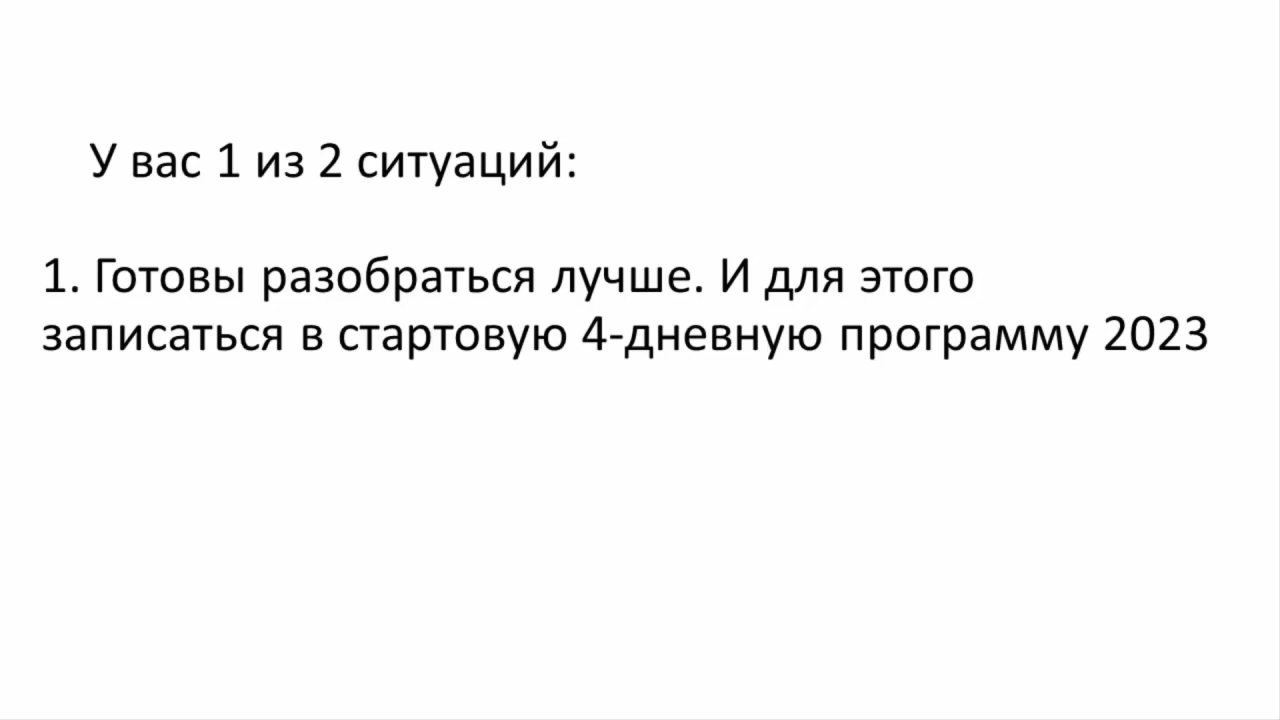 У вас 1 из 2 ситуаций:
1. Готовы разобраться лучше. И для этого
записаться в стартовую 4-дневную программу 2023